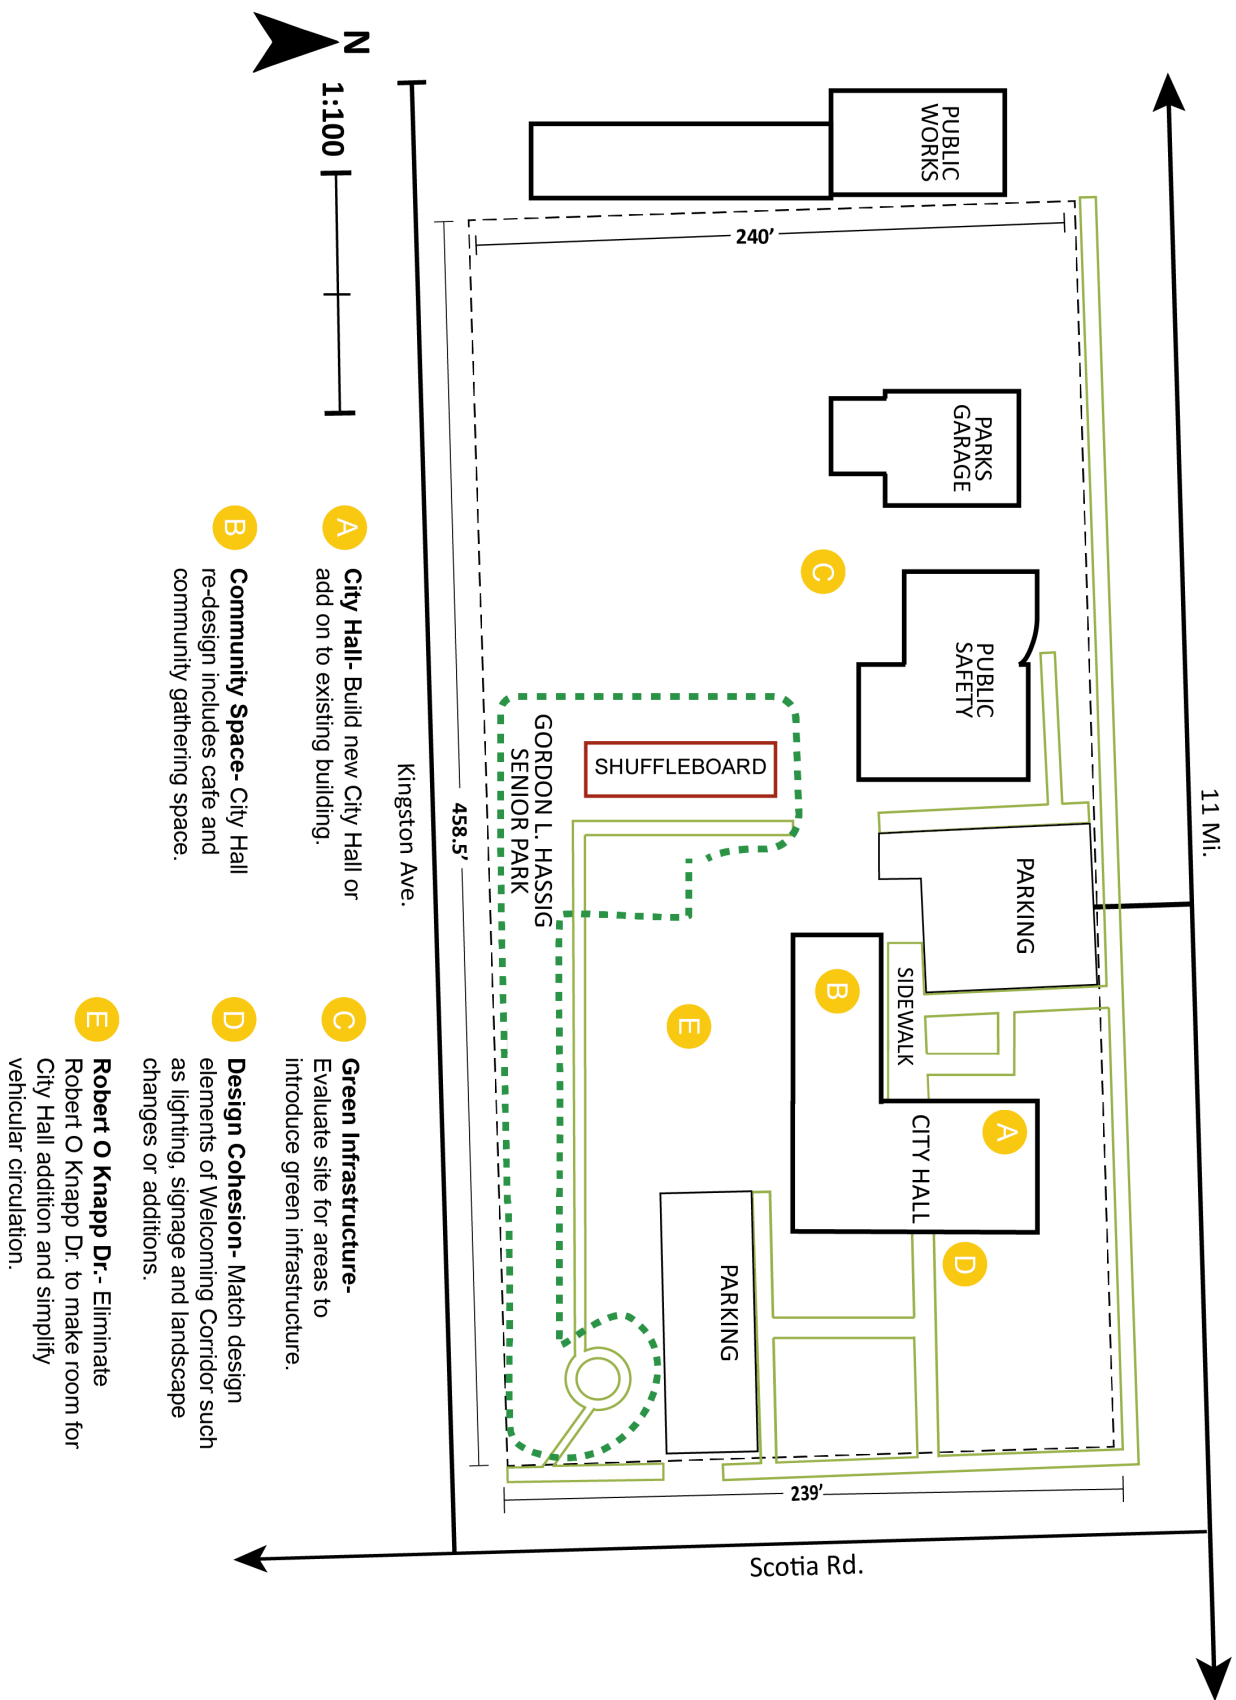 11 Mi.
PUBLIC
WORKS
PARKS
GARAGE
PUBLIC
SAFETY
PARKING
SIDEWALK
CITY HALL
A
B
C
D
E
PARKING
SHUFFLEBOARD
GORDON L. HASSIG
SENIOR PARK
240’
458.5’
239’
Kingston Ave.
Scotia Rd.
N
1:100
A
City Hall- Build new City Hall or
add on to existing building.
B
Community Space- City Hall
re-design includes cafe and
community gathering space.
C
Green Infrastructure-
Evaluate site for areas to
introduce green infrastructure.
D
Design Cohesion- Match design
elements of Welcoming Corridor such
as lighting, signage and landscape
changes or additions.
E
Robert O Knapp Dr.- Eliminate
Robert O Knapp Dr. to make room for
City Hall addition and simplify
vehicular circulation.